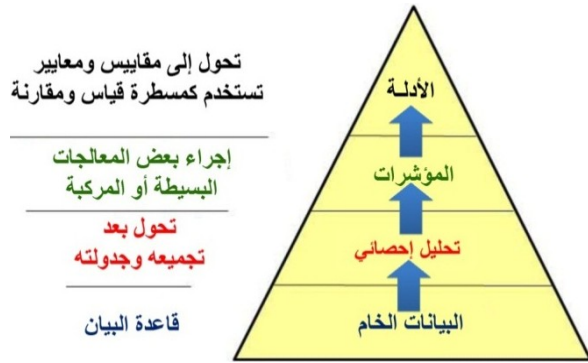 تحول إلى مقاييس ومعايير
تستخدم كمسطرة قياس ومقارنة
الأدلـة
إجراء بعض المعالجات
البسيطة أو المركبة
المؤشرات
تحول بعد
تجميعه وجدولته
تحليل إحصائي
قاعدة البيان
البيانات الخام